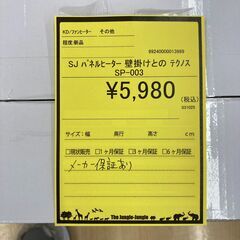 KD/ファンヒーター その他
程度:新品
89240000013999
SJ パネルヒーター 壁掛けとの テクノス
SP-003
¥5,980
(税込)
031025
サイズ:幅 奥行 高さ cm
□現状販売 □1ヶ月保証 □3ヶ月保証 □6ヶ月保証
メーカー保証あり
The Jungle-Jungle